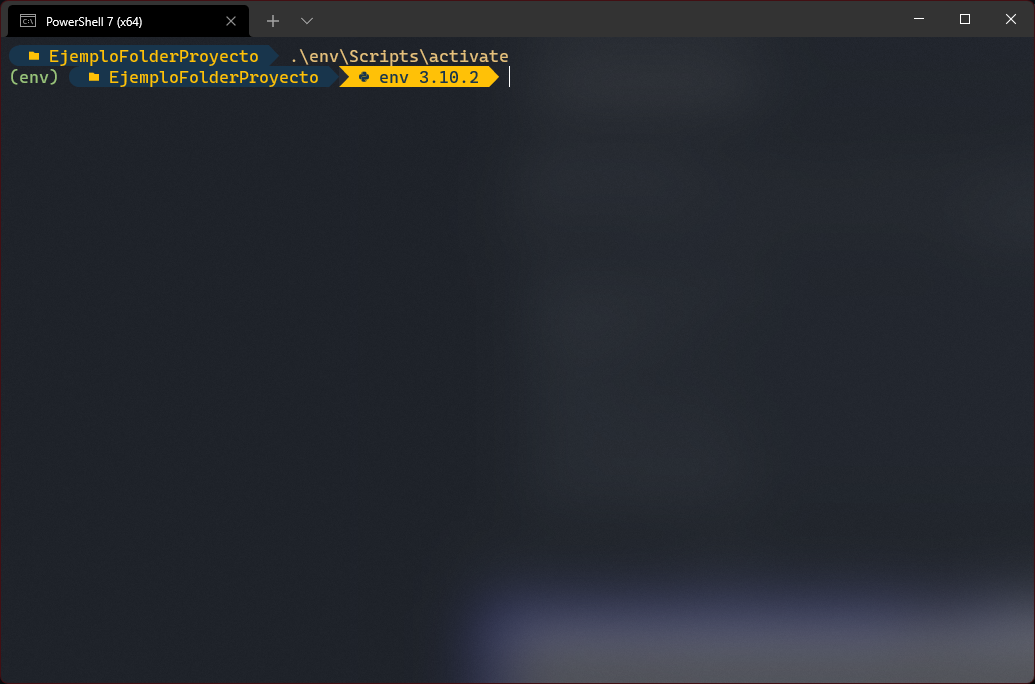 PowerShell 7 (x64)
EjemploFolderProyecto .\env\Scripts\activate
(env) EjemploFolderProyecto env 3.10.2